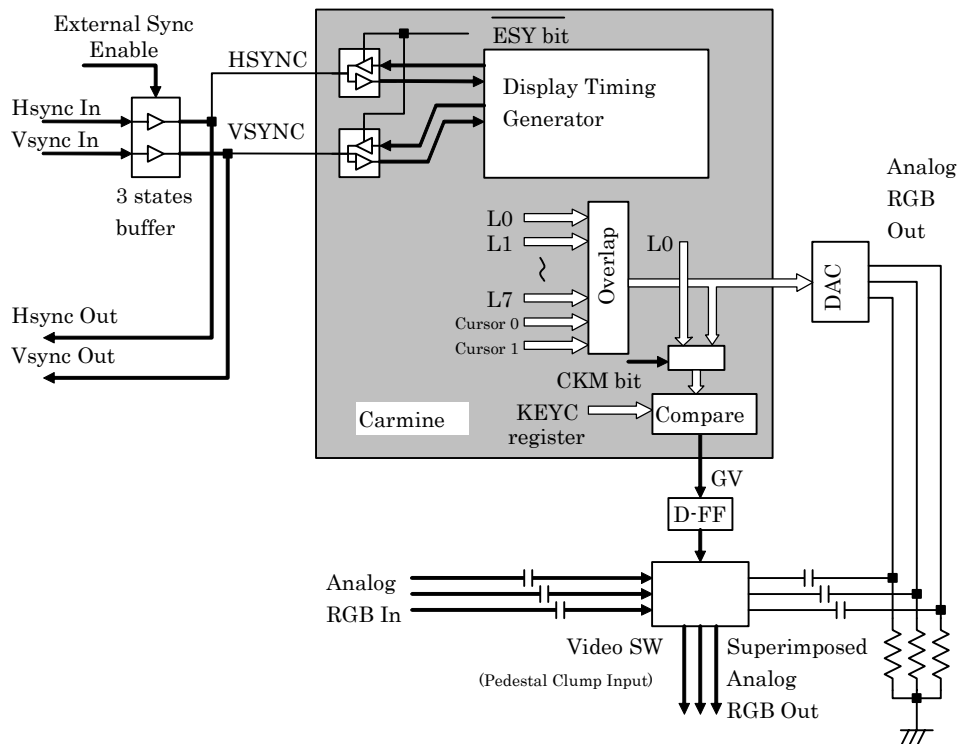 External Sync
Enable
ESY bit
HSYNC
Display Timing
Generator
Hsync In
Vsync In
VSYNC
3 states
buffer
Analog
RGB
Out
L0
L1
L0
Overlap
DAC
L7
Cursor 0
Cursor 1
Hsync Out
Vsync Out
CKM bit
KEYC
register
Compare
Carmine
GV
D-FF
Analog
RGB In
Video SW
(Pedestal Clump Input)
Superimposed
Analog
RGB Out